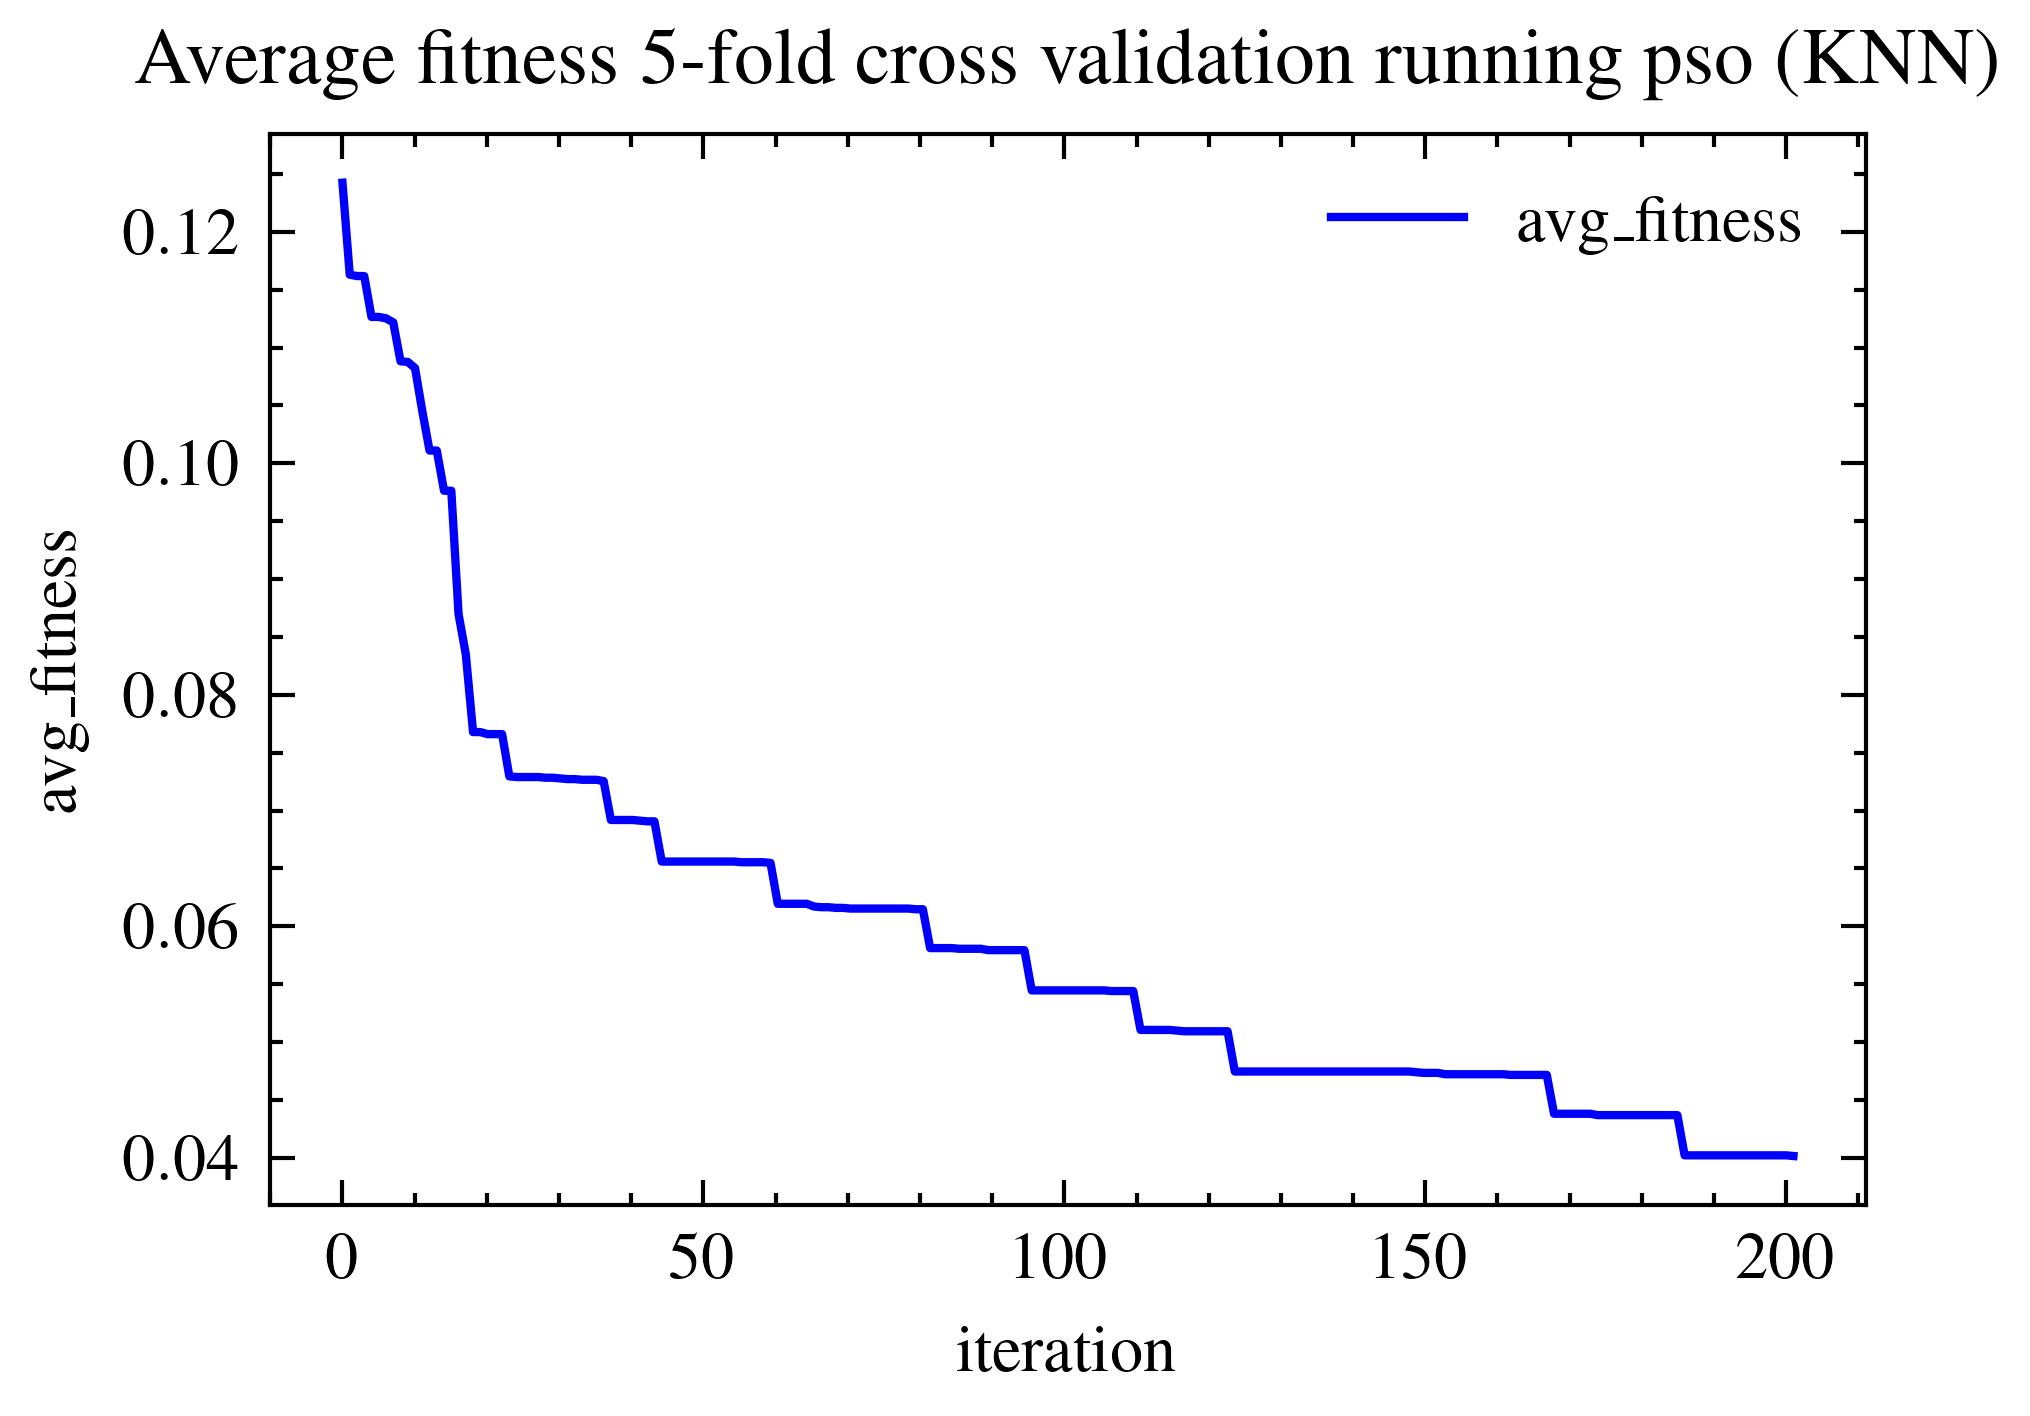 Average fitness 5-fold cross validation running pso (KNN)
avg_fitness
0.12
0.10
0.08
0.06
0.04
avg_fitness
0 50 100 150 200
iteration